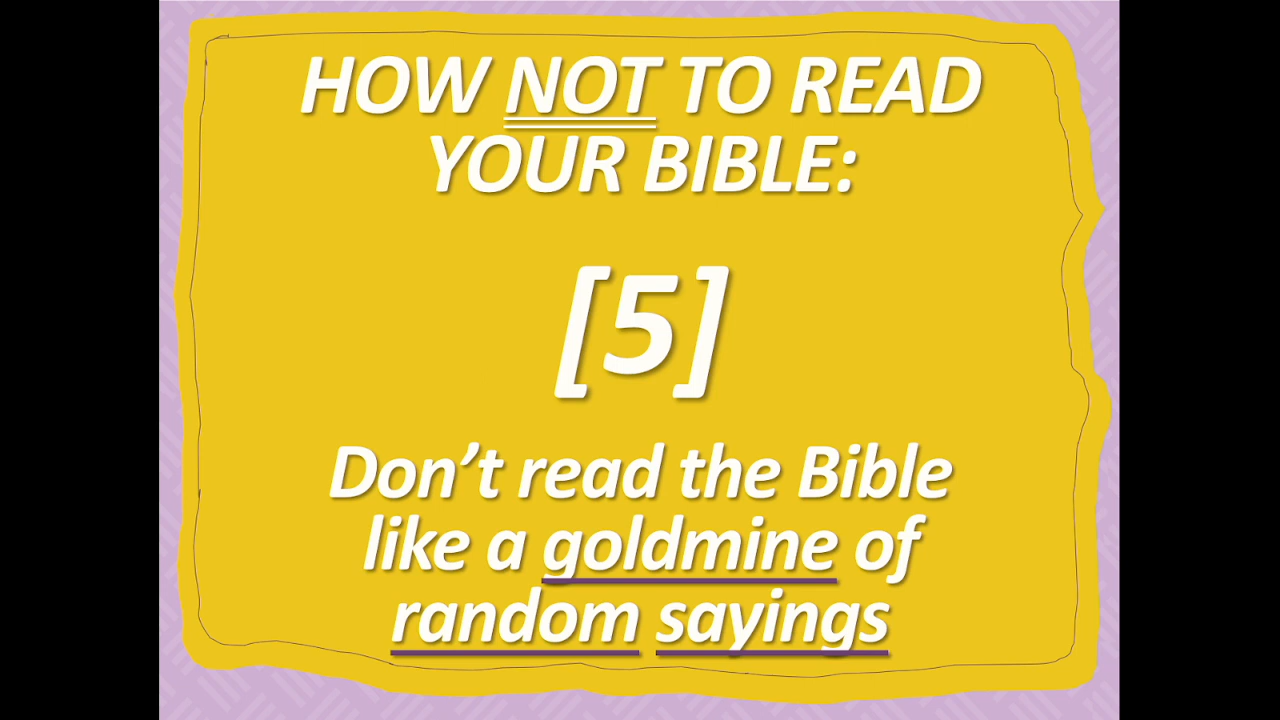 HOW NOT TO READ
YOUR BIBLE:
[5]
Don’t read the Bible
like a goldmine of
random sayings